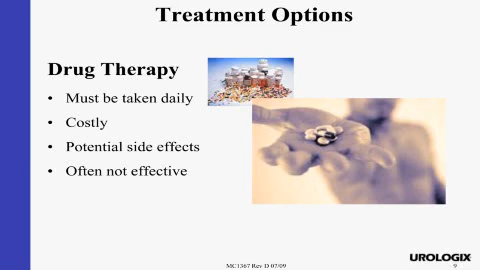 Treatment Options
Drug Therapy
• Must be taken daily
• Costly
• Potential side effects
• Often not effective
UROLOGIX
MC1367 Rev D 07/09
9